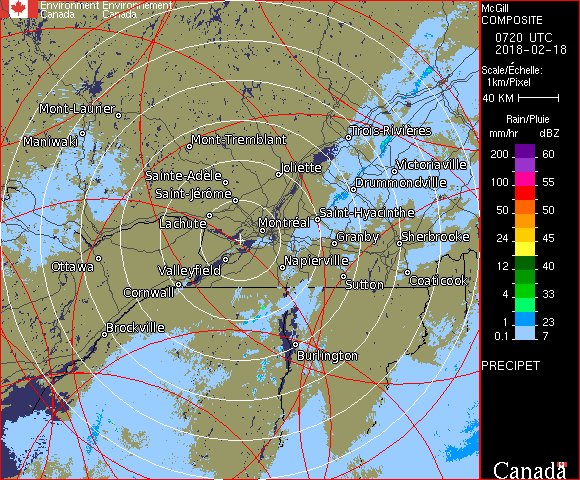 Environment Environnement
Canada Canada
McGill
COMPOSITE
0720 UTC
2018-02-18
Scale/Échelle:
1km/Pixel
40 KM
Rain/Pluie
mm/hr dBZ
200 60
100 55
50 50
24 45
12 40
4 33
1 23
0.1 7
PRECIPET
Canada
Mont-Laurier
Maniwaki
Mont-Tremblant
Trois-Rivières
Sainte-Adèle
Joliette
Victoriaville
Saint-Jérôme
Drummondville
Lachute
Montréal
Saint-Hyacinthe
Granby
Sherbrooke
Ottawa
Valleyfield
Napierville
Cornwall
Sutton
Coaticook
Brockville
Burlington